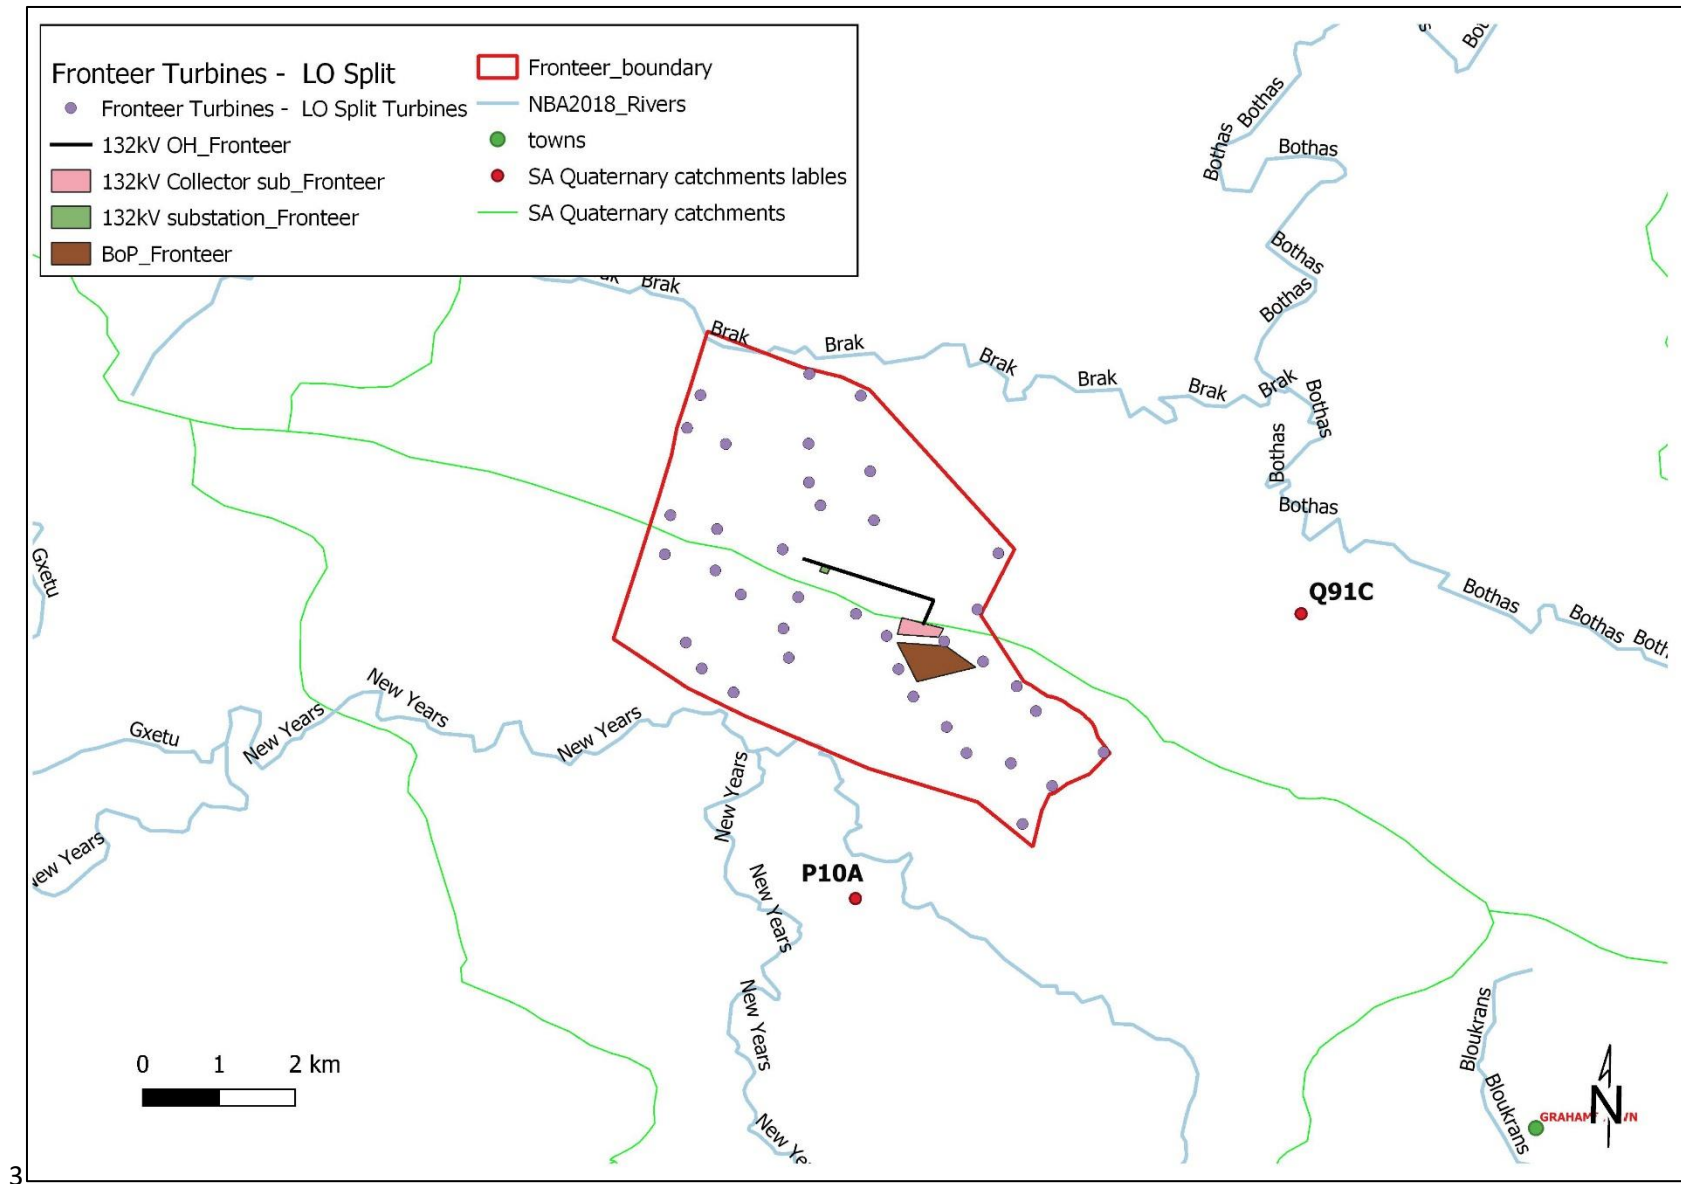 Fronteer Turbines - LO Split
Fronteer Turbines - LO Split Turbines
132kV OH_Fronteer
132kV Collector sub_Fronteer
132kV substation_Fronteer
BoP_Fronteer
Fronteer_boundary
NBA2018_Rivers
towns
SA Quaternary catchments lables
SA Quaternary catchments
Bothas
Bothas
Bothas
Bothas
Bothas
Brak
Brak
Brak
Brak
Brak
Brak
Brak
Bothas
Bothas
Bothas
Bothas
Bothas
Gxetu
Q91C
New Years
New Years
New Years
Gxetu
New Years
New Years
P10A
New Years
New Years
Bloukrans
Bloukrans
0 1 2 km
N
3